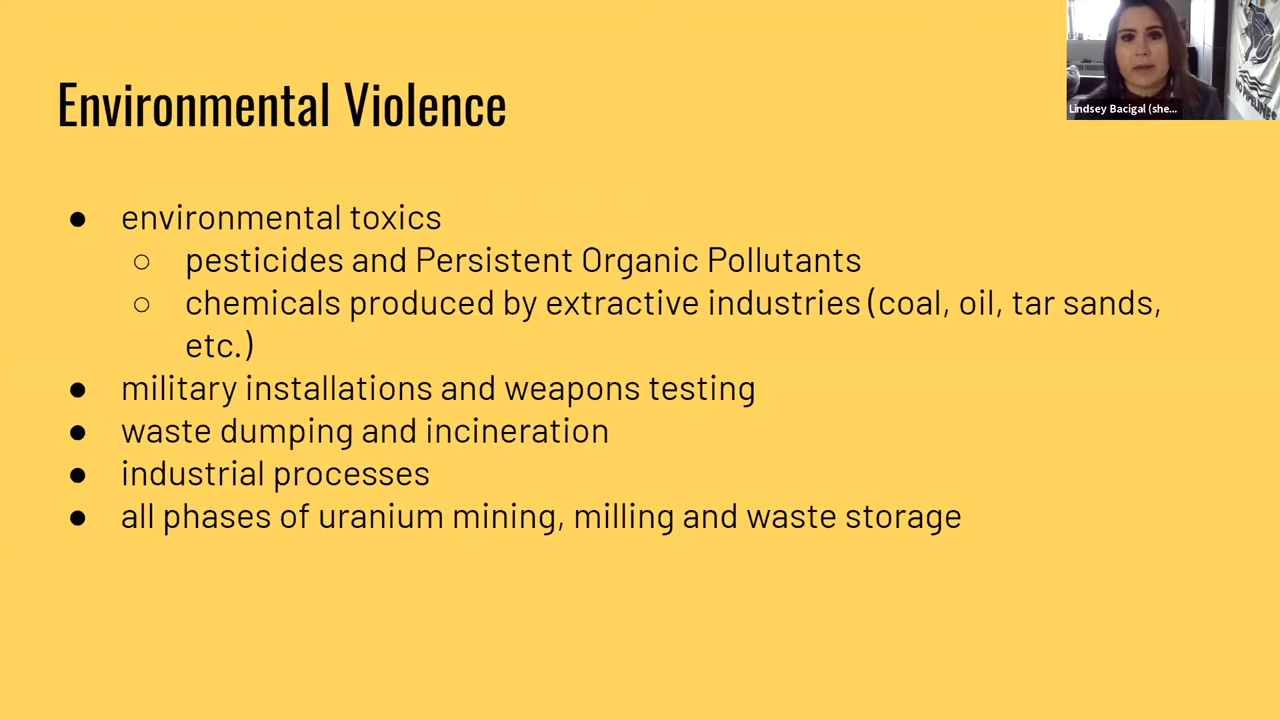 Environmental Violence
Lindsey Bacigal (she...
NO PIPELINES
● environmental toxics
○ pesticides and Persistent Organic Pollutants
○ chemicals produced by extractive industries (coal, oil, tar sands,
etc.)
● military installations and weapons testing
● waste dumping and incineration
● industrial processes
● all phases of uranium mining, milling and waste storage